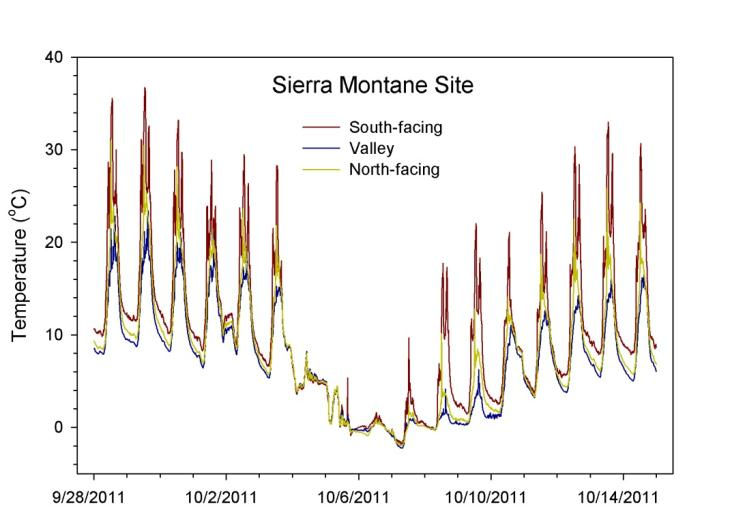 Sierra Montane Site
South-facing
Valley
North-facing
Temperature (°C)
40
30
20
10
0
9/28/2011 10/2/2011 10/6/2011 10/10/2011 10/14/2011